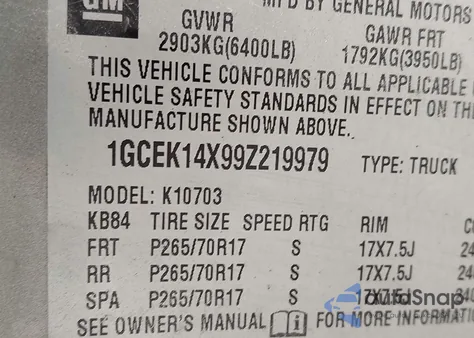 GM
MFD BY GENERAL MOTORS
GVWR GAWR FRT
2903KG(6400LB) 1792KG(3950LB)
THIS VEHICLE CONFORMS TO ALL APPLICABLE
VEHICLE SAFETY STANDARDS IN EFFECT ON THE
MANUFACTURE SHOWN ABOVE.
1GCEK14X99Z219979 TYPE: TRUCK
MODEL: K10703
KB84 TIRE SIZE SPEED RTG RIM
FRT P265/70R17 S 17X7.5J
RR P265/70R17 S 17X7.5J
SPA P265/70R17 S 17X7.5J
SEE OWNER'S MANUAL i FOR MORE INFORMATIO
AutoSnap